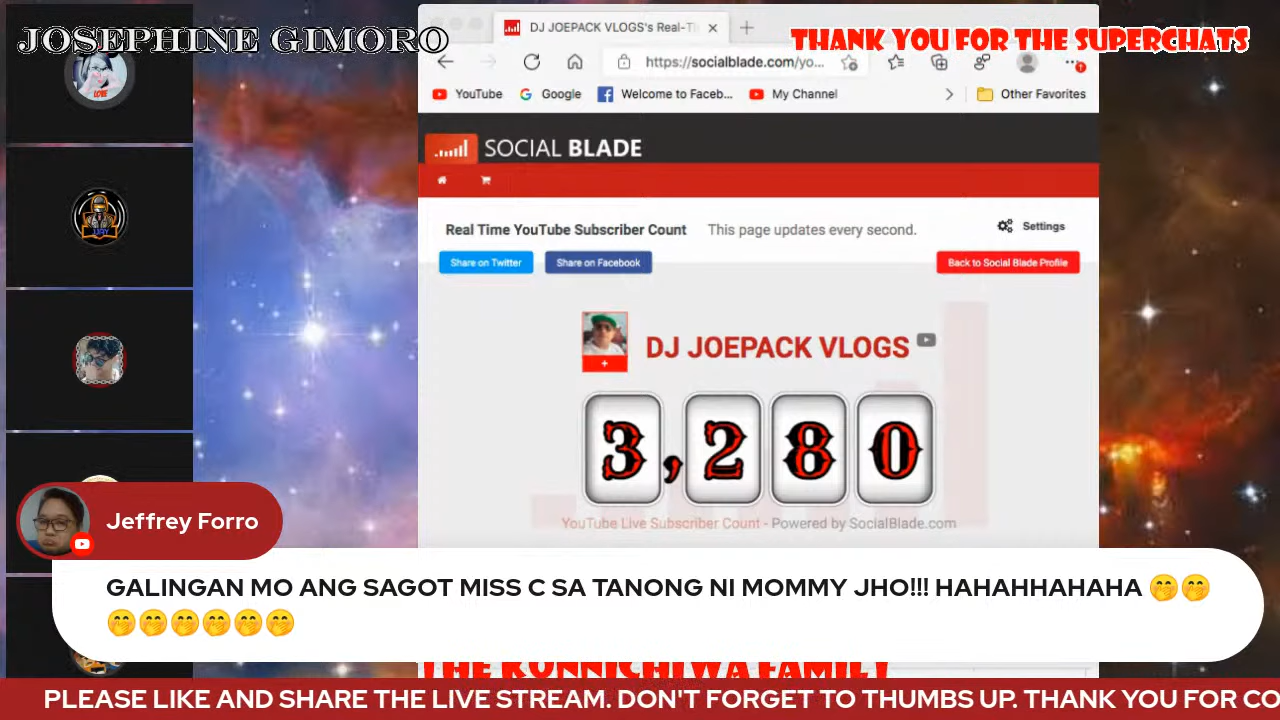 JOSEPHINE GIMORO
THANK YOU FOR THE SUPERCHATS
DJ JOEPACK VLOGS's Real-Ti
https://socialblade.com/yo...
YouTube
Google
Welcome to Faceb...
My Channel
Other Favorites
SOCIAL BLADE
Real Time YouTube Subscriber Count This page updates every second.
Settings
Share on Twitter
Share on Facebook
Back to Social Blade Profile
DJ JOEPACK VLOGS
3,280
YouTube Live Subscriber Count - Powered by SocialBlade.com
Jeffrey Forro
GALINGAN MO ANG SAGOT MISS C SA TANONG NI MOMMY JHO!!! HAHAHHAHAHA 🤭🤭
🤭🤭🤭🤭🤭🤭
THE KONNICHIWA FAMILY
PLEASE LIKE AND SHARE THE LIVE STREAM. DON'T FORGET TO THUMBS UP. THANK YOU FOR CO